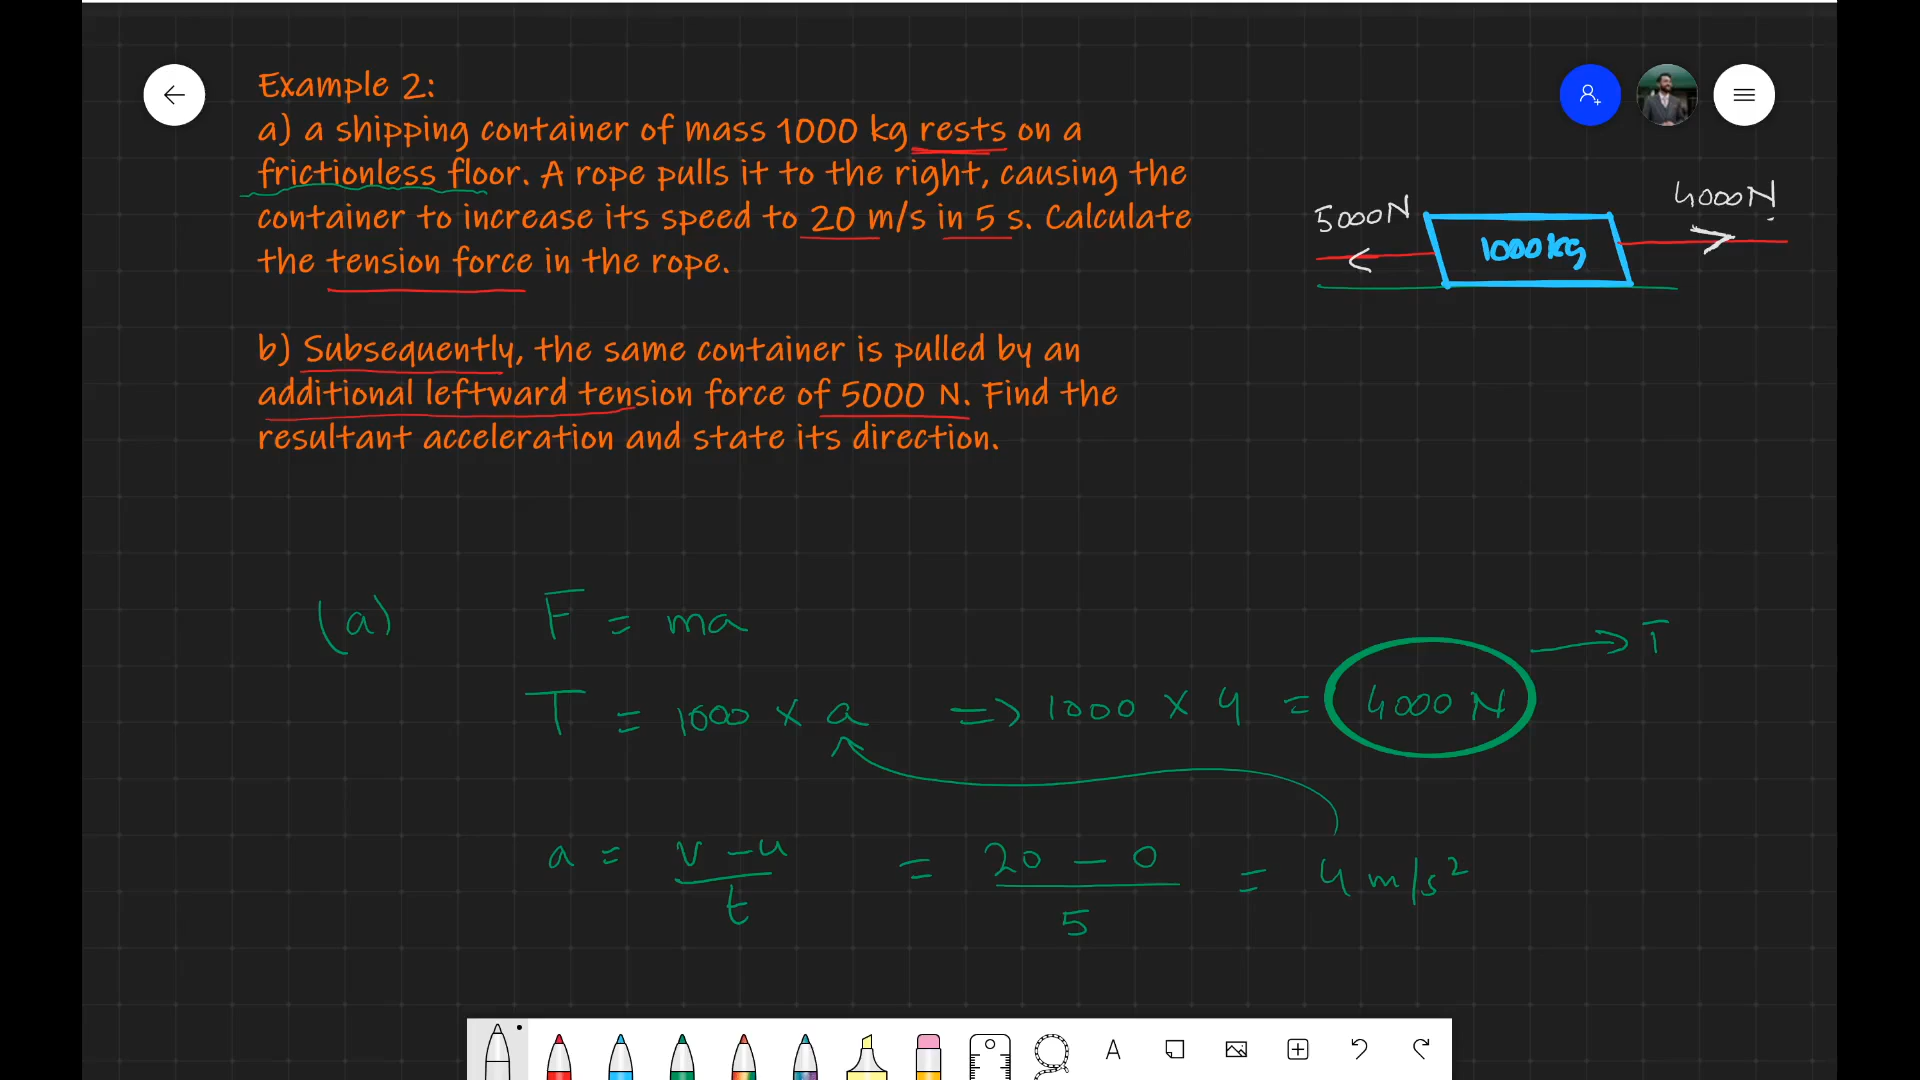 Example 2:
a) a shipping container of mass 1000 kg rests on a
frictionless floor. A rope pulls it to the right, causing the
container to increase its speed to 20 m/s in 5 s. Calculate
the tension force in the rope.
b) Subsequently, the same container is pulled by an
additional leftward tension force of 5000 N. Find the
resultant acceleration and state its direction.
5000N
1000kg
4000N
(a) F = ma
T = 1000 × a => 1000 × 4 = 4000 N → T
a = v - u / t = 20 - 0 / 5 = 4 m/s²
A